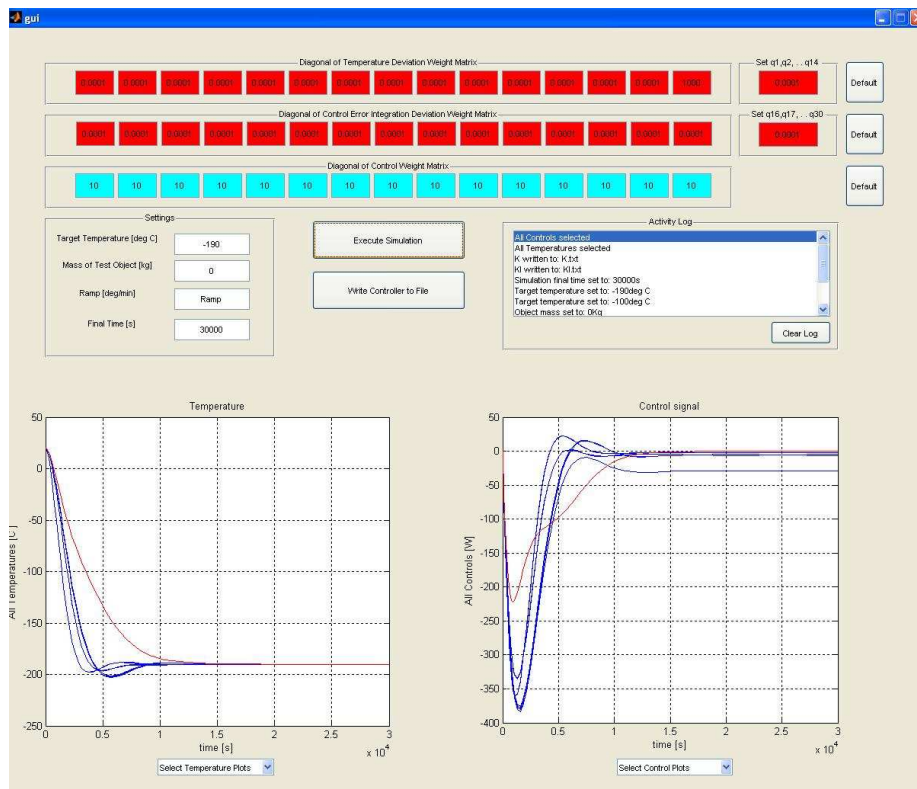 gui
Diagonal of Temperature Deviation Weight Matrix
Set q1,q2, . . q14
0.0001 0.0001 0.0001 0.0001 0.0001 0.0001 0.0001 0.0001 0.0001 0.0001 0.0001 0.0001 0.0001 0.0001 1000
0.0001
Default
Diagonal of Control Error Integration Deviation Weight Matrix
Set q16,q17, . . q30
0.0001 0.0001 0.0001 0.0001 0.0001 0.0001 0.0001 0.0001 0.0001 0.0001 0.0001 0.0001 0.0001 0.0001 0.0001
0.0001
Default
Diagonal of Control Weight Matrix
10 10 10 10 10 10 10 10 10 10 10 10 10 10 10
Default
Settings
Target Temperature [deg C] -190
Mass of Test Object [kg] 0
Ramp [deg/min] Ramp
Final Time [s] 30000
Execute Simulation
Write Controller to File
Activity Log
All Controls selected
All Temperatures selected
K written to: K.txt
KI written to: KI.txt
Simulation final time set to: 30000s
Target temperature set to: -190deg C
Target temperature set to: -100deg C
Object mass set to: 0Kg
Clear Log
Temperature
50
0
-50
-100
-150
-200
-250
All Temperatures [C]
0 0.5 1 1.5 2 2.5 3
time [s]
x 10^4
Select Temperature Plots
Control signal
50
0
-50
-100
-150
-200
-250
-300
-350
-400
All Controls [W]
0 0.5 1 1.5 2 2.5 3
time [s]
x 10^4
Select Control Plots